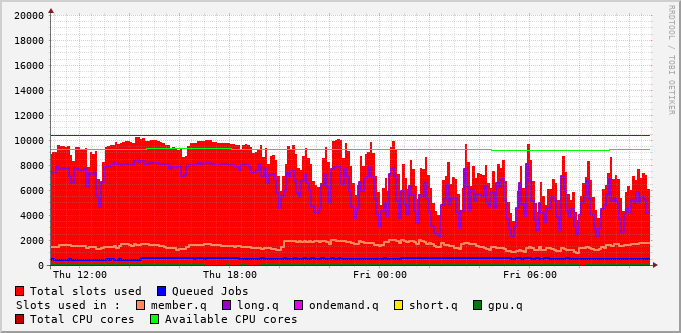 RRDTOOL / TOBI OETIKER
20000
18000
16000
14000
12000
10000
8000
6000
4000
2000
0
Thu 12:00 Thu 18:00 Fri 00:00 Fri 06:00
Total slots used Queued Jobs
Slots used in : member.q long.q ondemand.q short.q gpu.q
Total CPU cores Available CPU cores